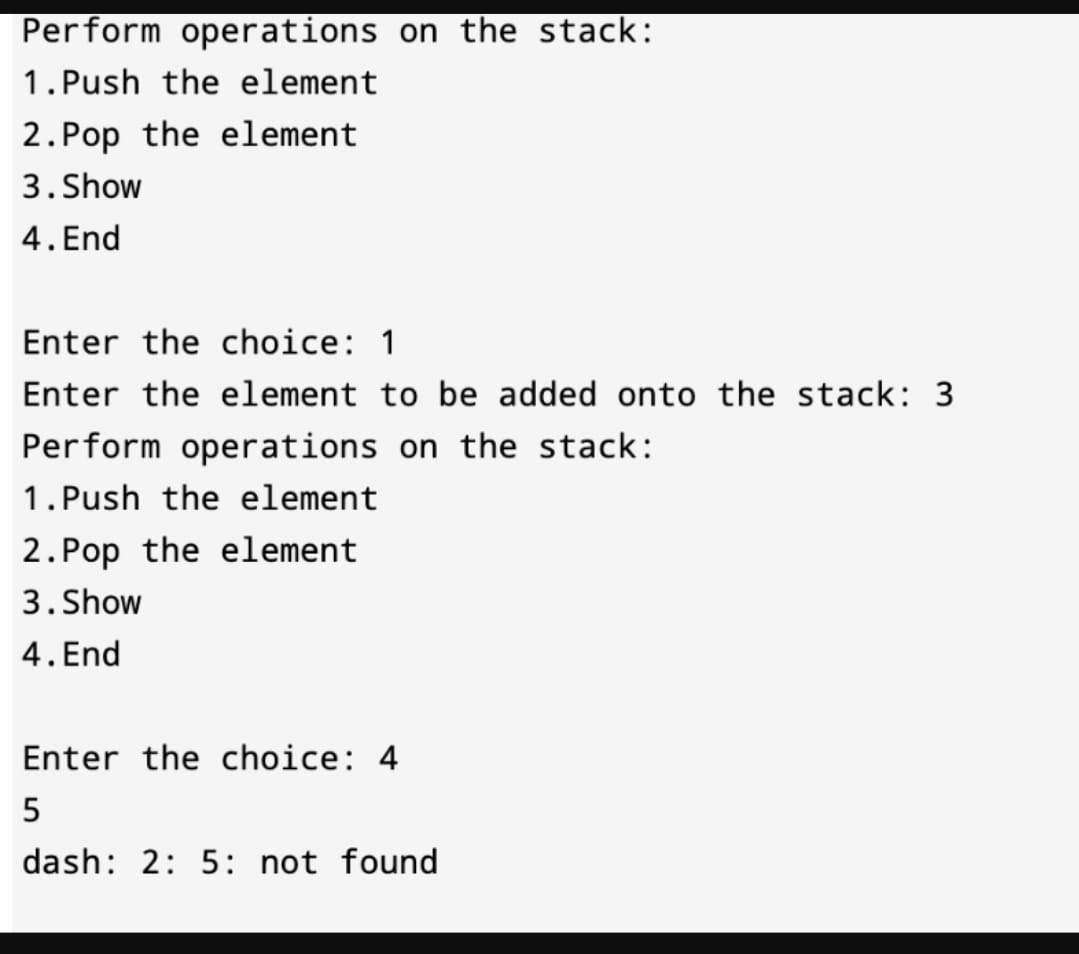 Perform operations on the stack:
1.Push the element
2.Pop the element
3.Show
4.End
Enter the choice: 1
Enter the element to be added onto the stack: 3
Perform operations on the stack:
1.Push the element
2.Pop the element
3.Show
4.End
Enter the choice: 4
5
dash: 2: 5: not found